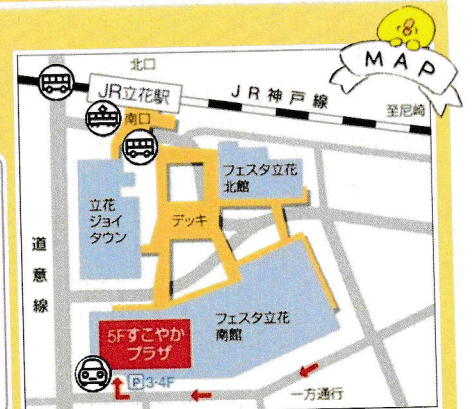 MAP
北口
JR立花駅
JR神戸線
至尼崎
南口
フェスタ立花
北館
立花
ジョイ
タウン
デッキ
道意線
フェスタ立花
南館
5Fすこやか
プラザ
P3・4F
一方通行